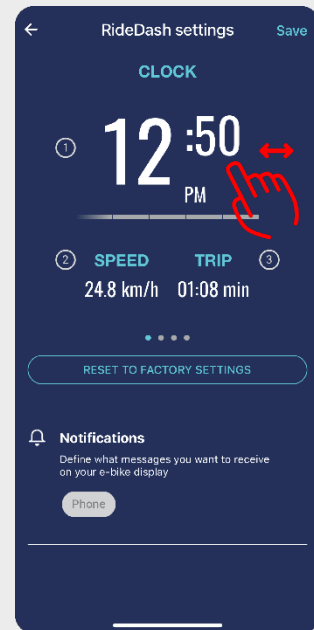 RideDash settings Save
CLOCK
1 12 :50
PM
2 SPEED TRIP 3
24.8 km/h 01:08 min
RESET TO FACTORY SETTINGS
Notifications
Define what messages you want to receive
on your e-bike display
Phone